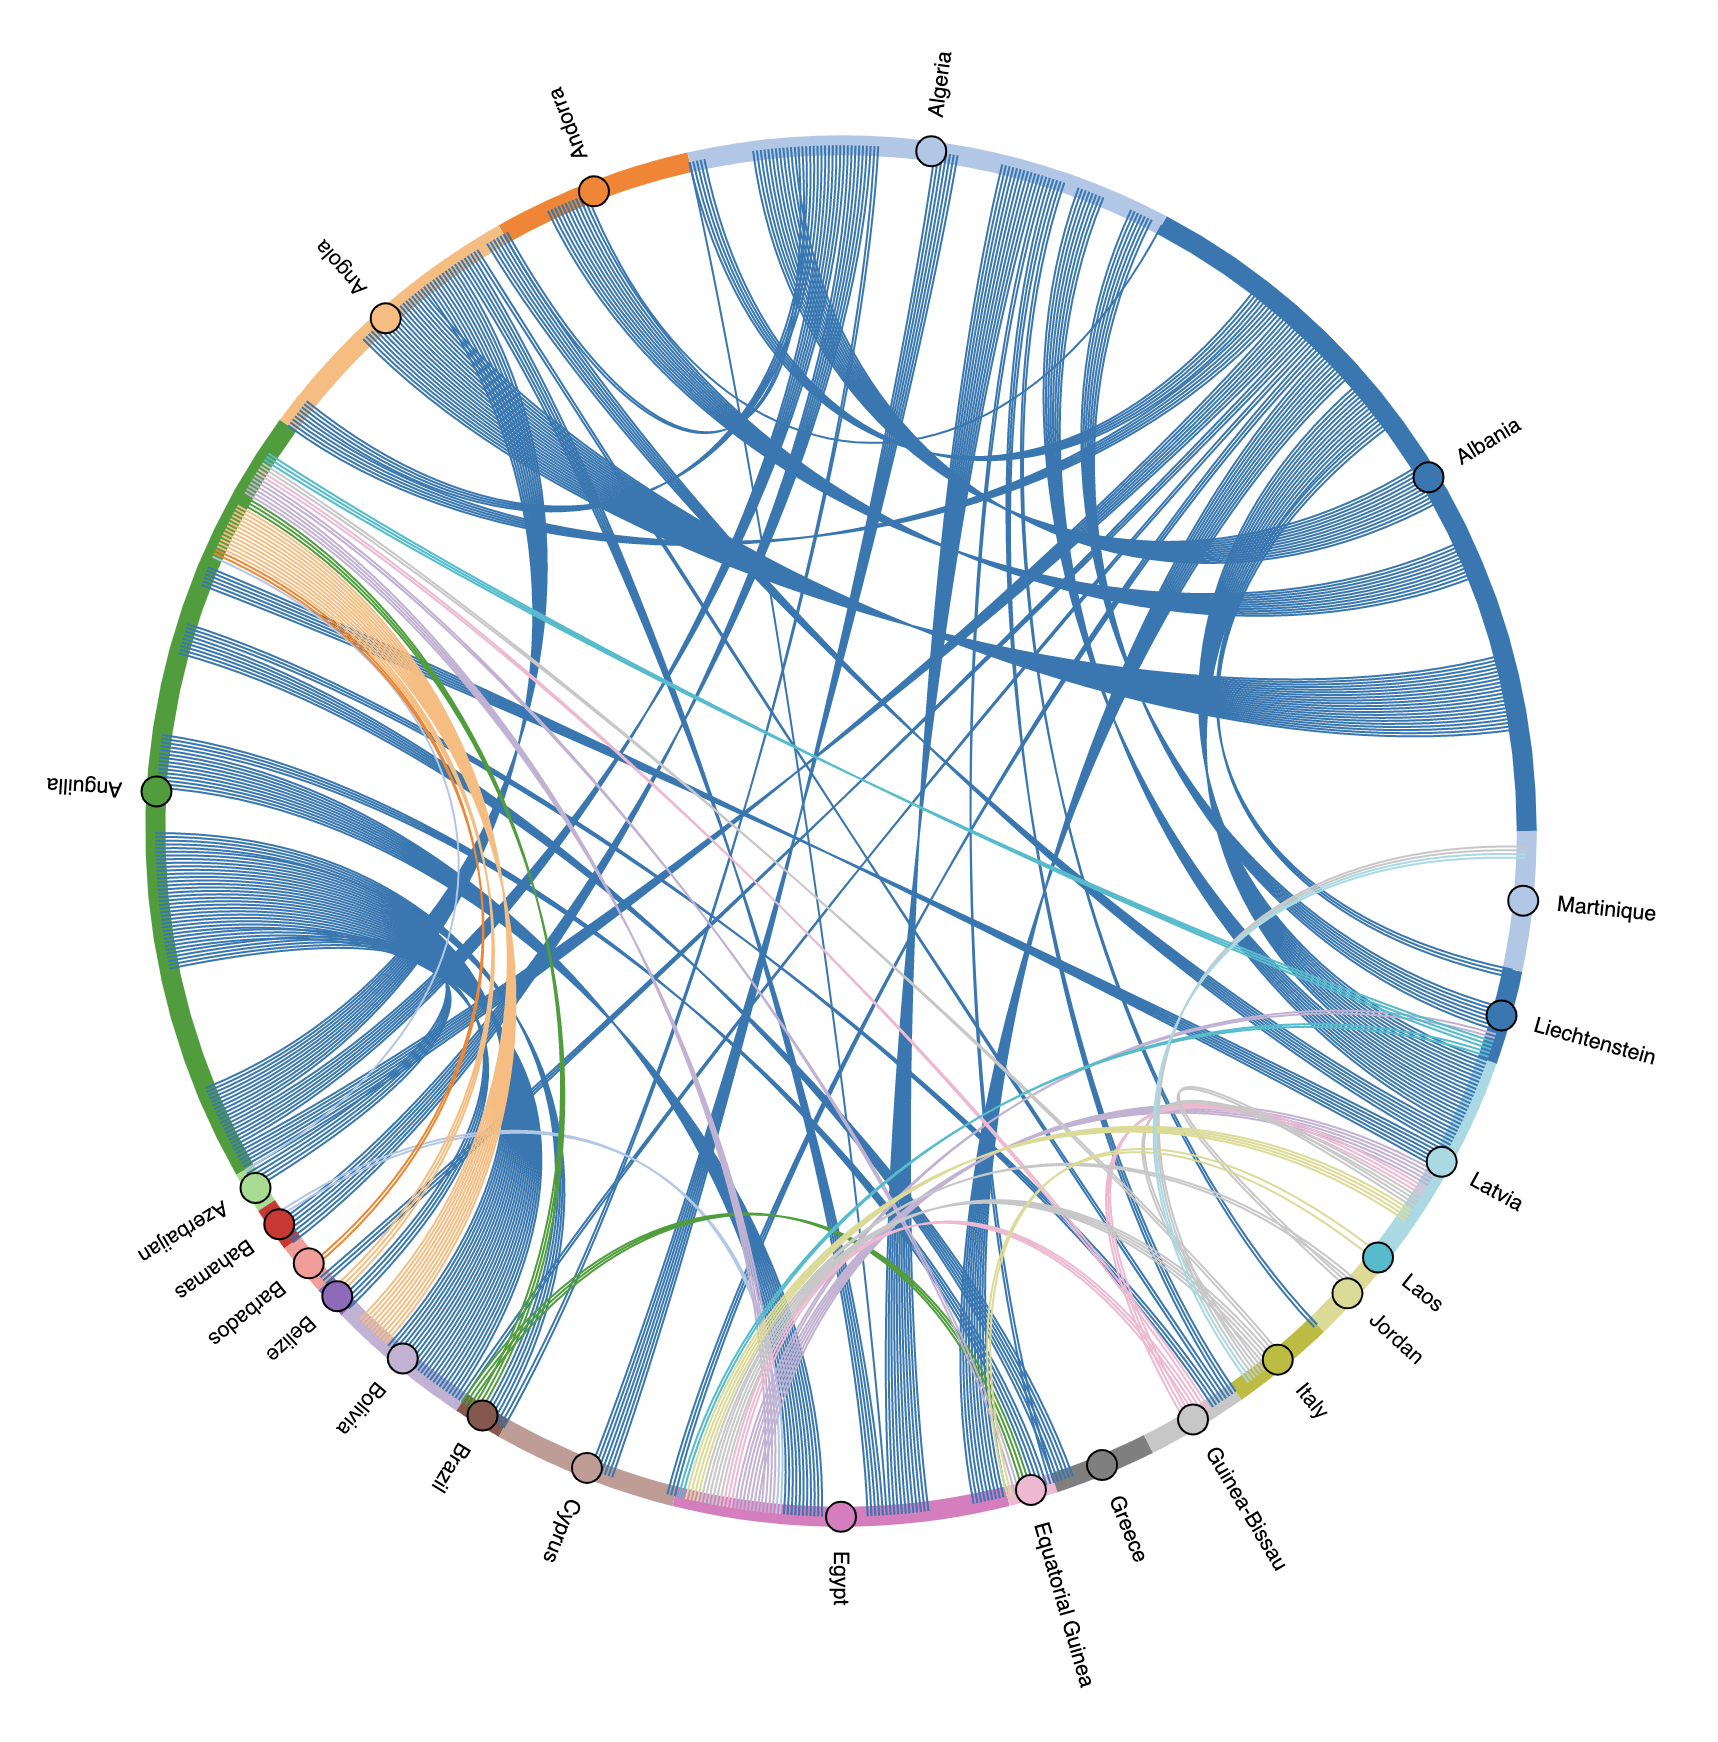 Algeria
Albania
Martinique
Liechtenstein
Latvia
Laos
Jordan
Italy
Guinea-Bissau
Greece
Equatorial Guinea
Egypt
Cyprus
Brazil
Bolivia
Belize
Barbados
Bahamas
Azerbaijan
Anguilla
Angola
Andorra